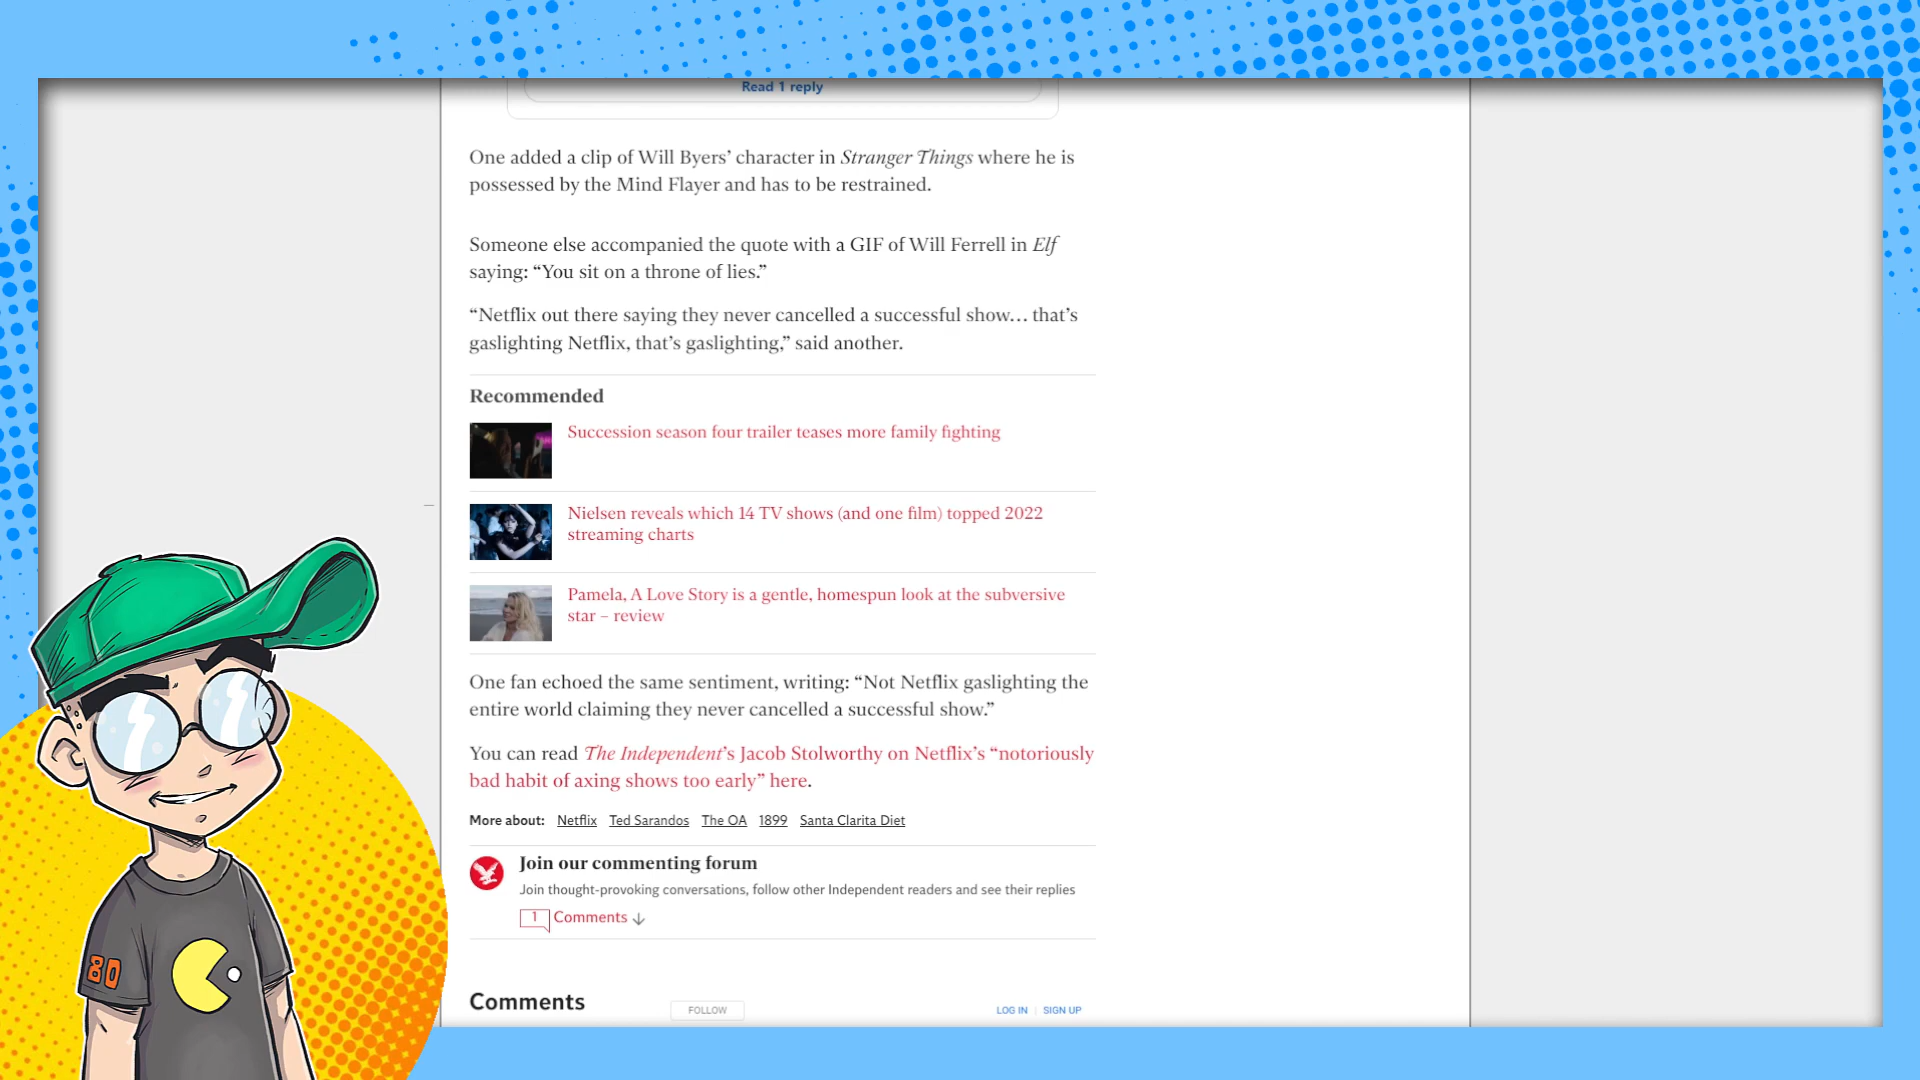 Read 1 reply
One added a clip of Will Byers’ character in Stranger Things where he is
possessed by the Mind Flayer and has to be restrained.
Someone else accompanied the quote with a GIF of Will Ferrell in Elf
saying: “You sit on a throne of lies.”
“Netflix out there saying they never cancelled a successful show… that’s
gaslighting Netflix, that’s gaslighting,” said another.
Recommended
Succession season four trailer teases more family fighting
Nielsen reveals which 14 TV shows (and one film) topped 2022
streaming charts
Pamela, A Love Story is a gentle, homespun look at the subversive
star – review
One fan echoed the same sentiment, writing: “Not Netflix gaslighting the
entire world claiming they never cancelled a successful show.”
You can read The Independent’s Jacob Stolworthy on Netflix’s “notoriously
bad habit of axing shows too early” here.
More about: Netflix Ted Sarandos The OA 1899 Santa Clarita Diet
Join our commenting forum
Join thought-provoking conversations, follow other Independent readers and see their replies
1 Comments
Comments FOLLOW LOG IN | SIGN UP
80